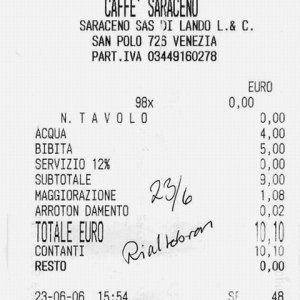 CAFFE' SARACENO
SARACENO SAS DI LANDO L.& C.
SAN POLO 726 VENEZIA
PART.IVA 03449160278
EURO
98x 0,00
N. TAVOLO 0,00
ACQUA 4,00
BIBITA 5,00
SERVIZIO 12% 0,00
SUBTOTALE 9,00
MAGGIORAZIONE 1,08
ARROTON DAMENTO 0,02
23/6
TOTALE EURO 10,10
CONTANTI 10,10
RESTO 0,00
23-06-06 15:54 48